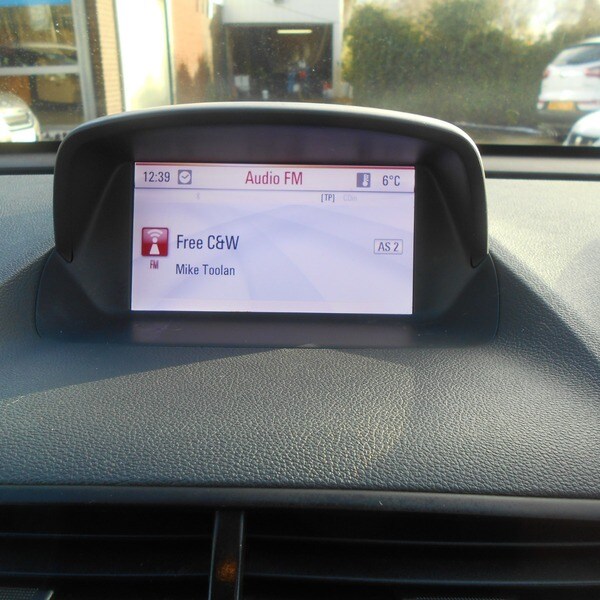 12:39 Audio FM 6°C
[TP]
Free C&W AS 2
FM
Mike Toolan